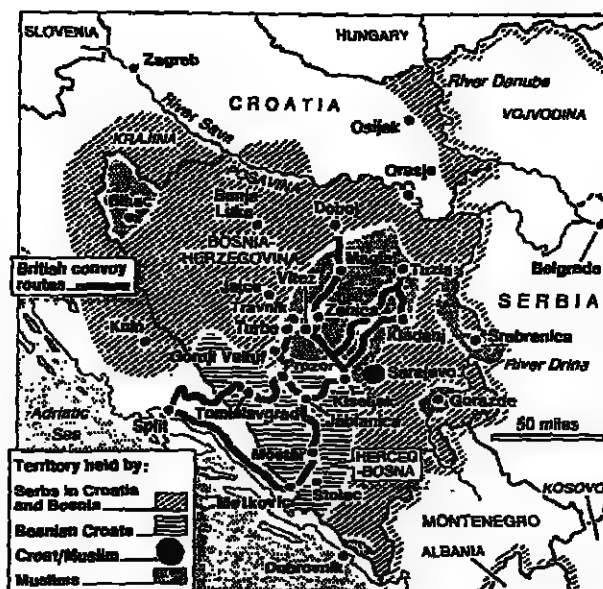 SLOVENIA
HUNGARY
Zagreb
River Danube
CROATIA
VOJVODINA
River Sava
Osijek
KRAJINA
Orasje
POSAVINA
Bihac
Banja
Luka
Doboj
BOSNIA-
HERZEGOVINA
Maglaj
Tuzla
Belgrade
British convoy
routes
Vitez
Jajce
Zenica
SERBIA
Travnik
Turbe
Kladanj
Srebrenica
Knin
Gornji Vakuf
River Drina
Prozor
Sarajevo
Kiseljak
Gorazde
Adriatic
Sea
Split
Tomislavgrad
Jablanica
50 miles
Mostar
HERCEG
-BOSNA
Territory held by:
Serbs in Croatia
and Bosnia
Metkovic
Stolac
KOSOVO
Bosnian Croats
MONTENEGRO
Croat/Muslim
ALBANIA
Dubrovnik
Muslims